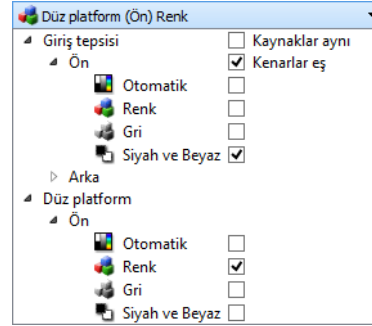 Düz platform (Ön) Renk
Giriş tepsisi Kaynaklar aynı
Ön Kenarlar eş
Otomatik
Renk
Gri
Siyah ve Beyaz
Arka
Düz platform
Ön
Otomatik
Renk
Gri
Siyah ve Beyaz